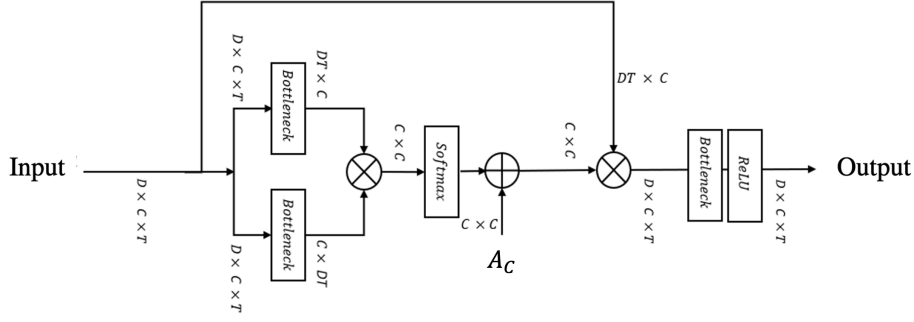 Input
D × C × T
D × C × T
Bottleneck
DT × C
D × C × T
Bottleneck
C × DT
C × C
Softmax
C × C
A_C
C × C
DT × C
D × C × T
Bottleneck
ReLU
D × C × T
Output